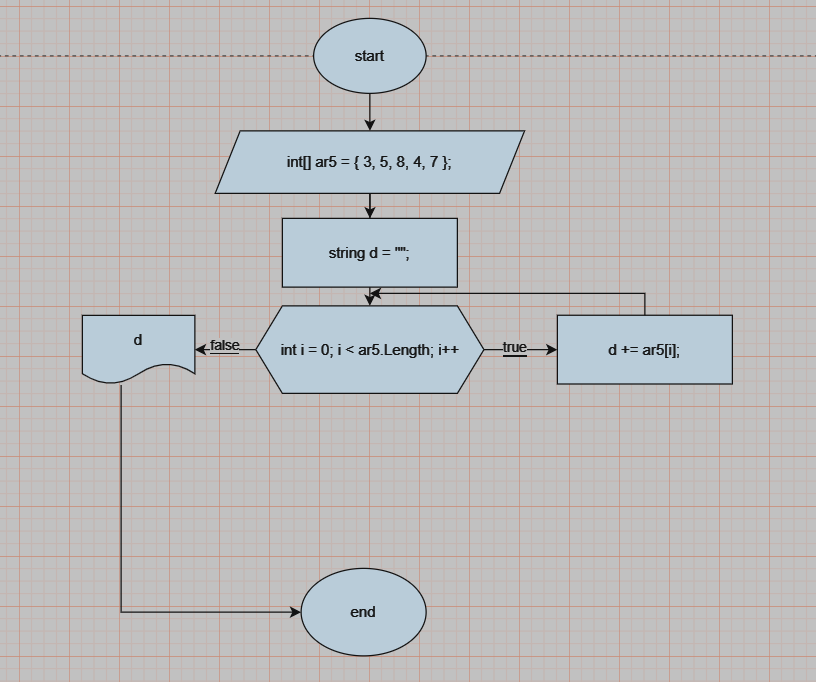 start
int[] ar5 = { 3, 5, 8, 4, 7 };
string d = "";
d
false
int i = 0; i < ar5.Length; i++
true
d += ar5[i];
end